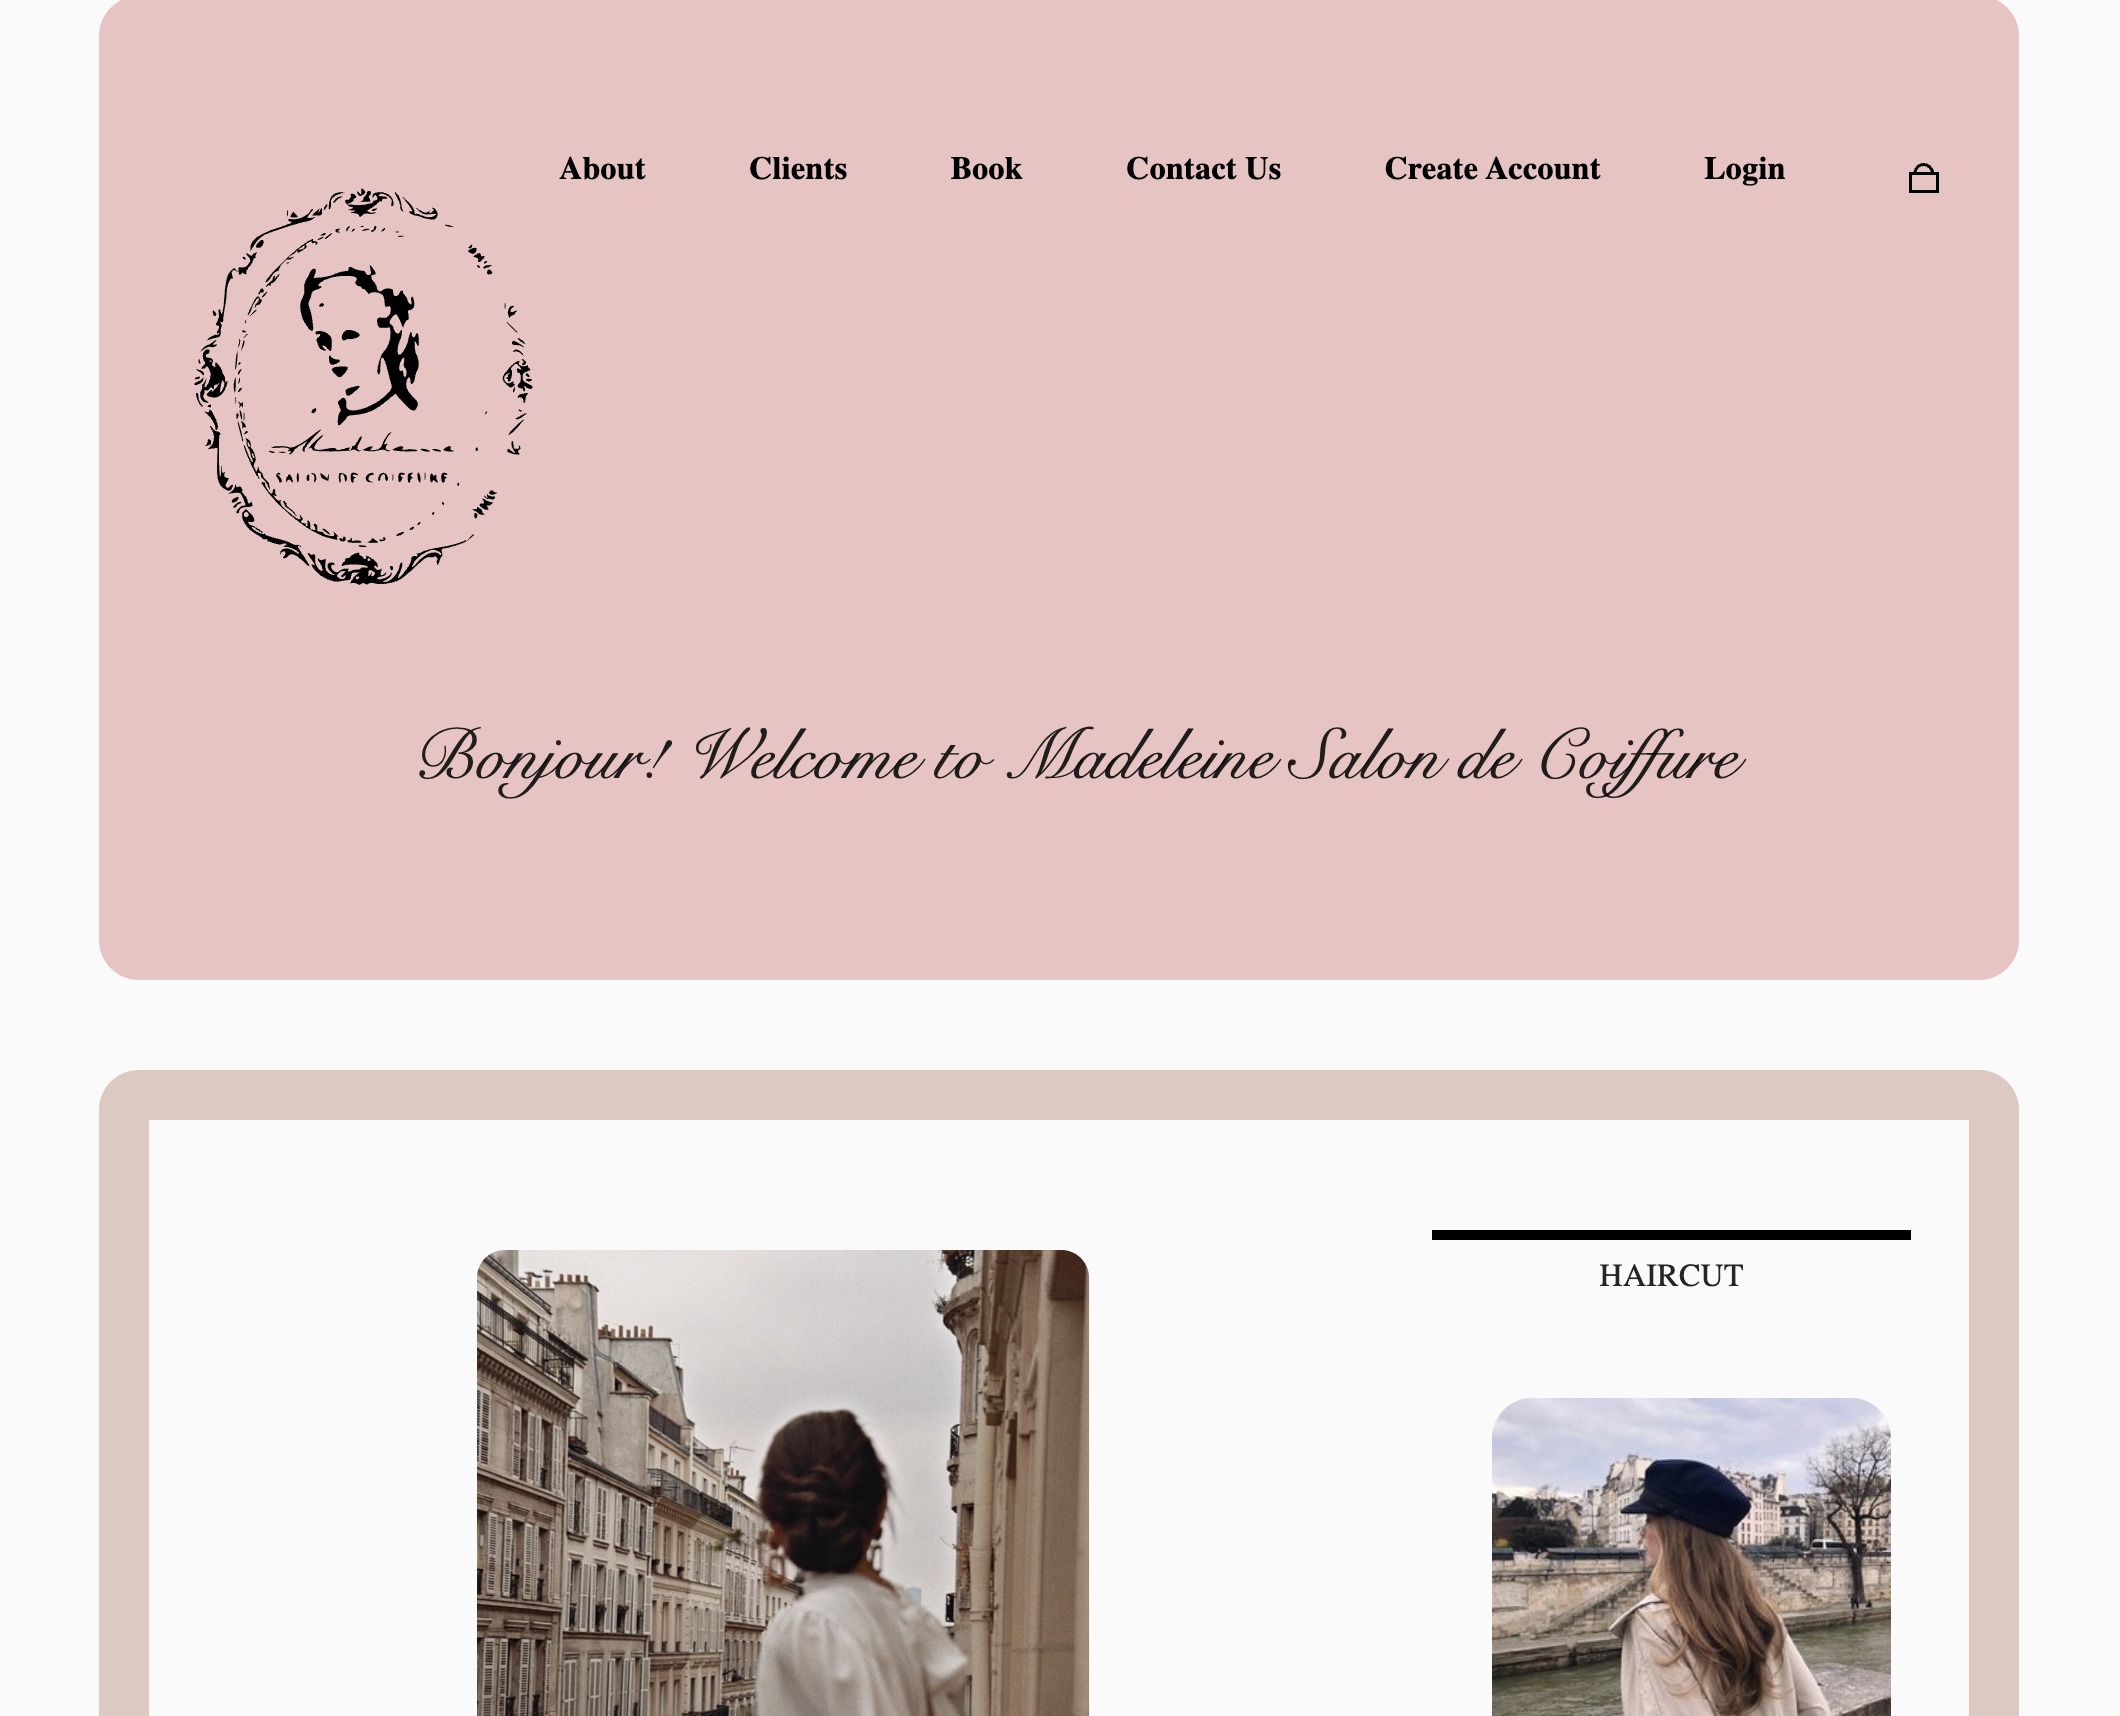 About Clients Book Contact Us Create Account Login
Madeleine
SALON DE COIFFURE
Bonjour! Welcome to Madeleine Salon de Coiffure
HAIRCUT